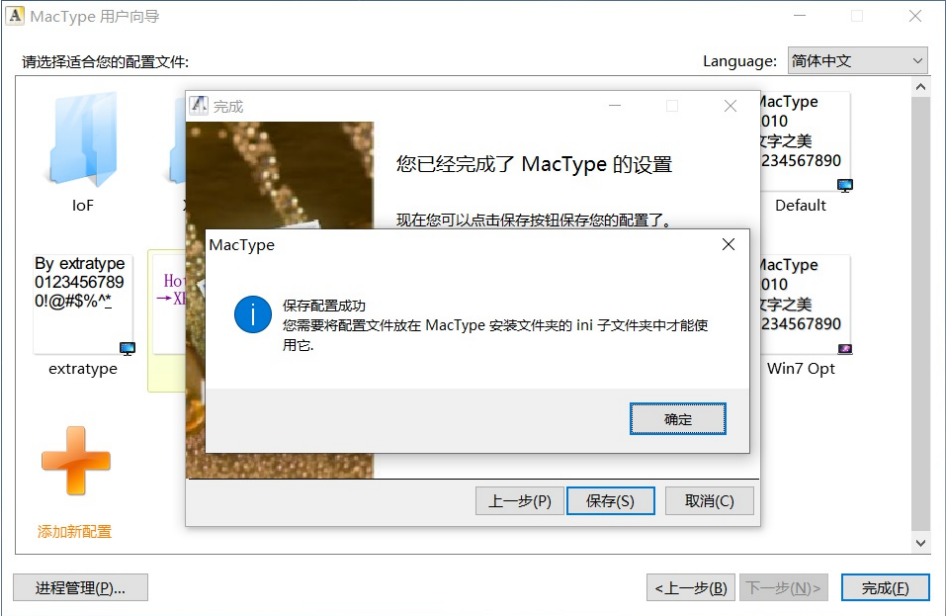 MacType 用户向导
请选择适合您的配置文件:
Language: 简体中文
IoF
完成
您已经完成了 MacType 的设置
现在您可以点击保存按钮保存您的配置了。
MacType
保存配置成功
您需要将配置文件放在 MacType 安装文件夹的 ini 子文件夹中才能使
用它.
确定
上一步(P)
保存(S)
取消(C)
MacType
010
文字之美
234567890
Default
By extratype
0123456789
0!@#$%^*
extratype
MacType
010
文字之美
234567890
Win7 Opt
添加新配置
进程管理(P)...
<上一步(B)
下一步(N)>
完成(F)